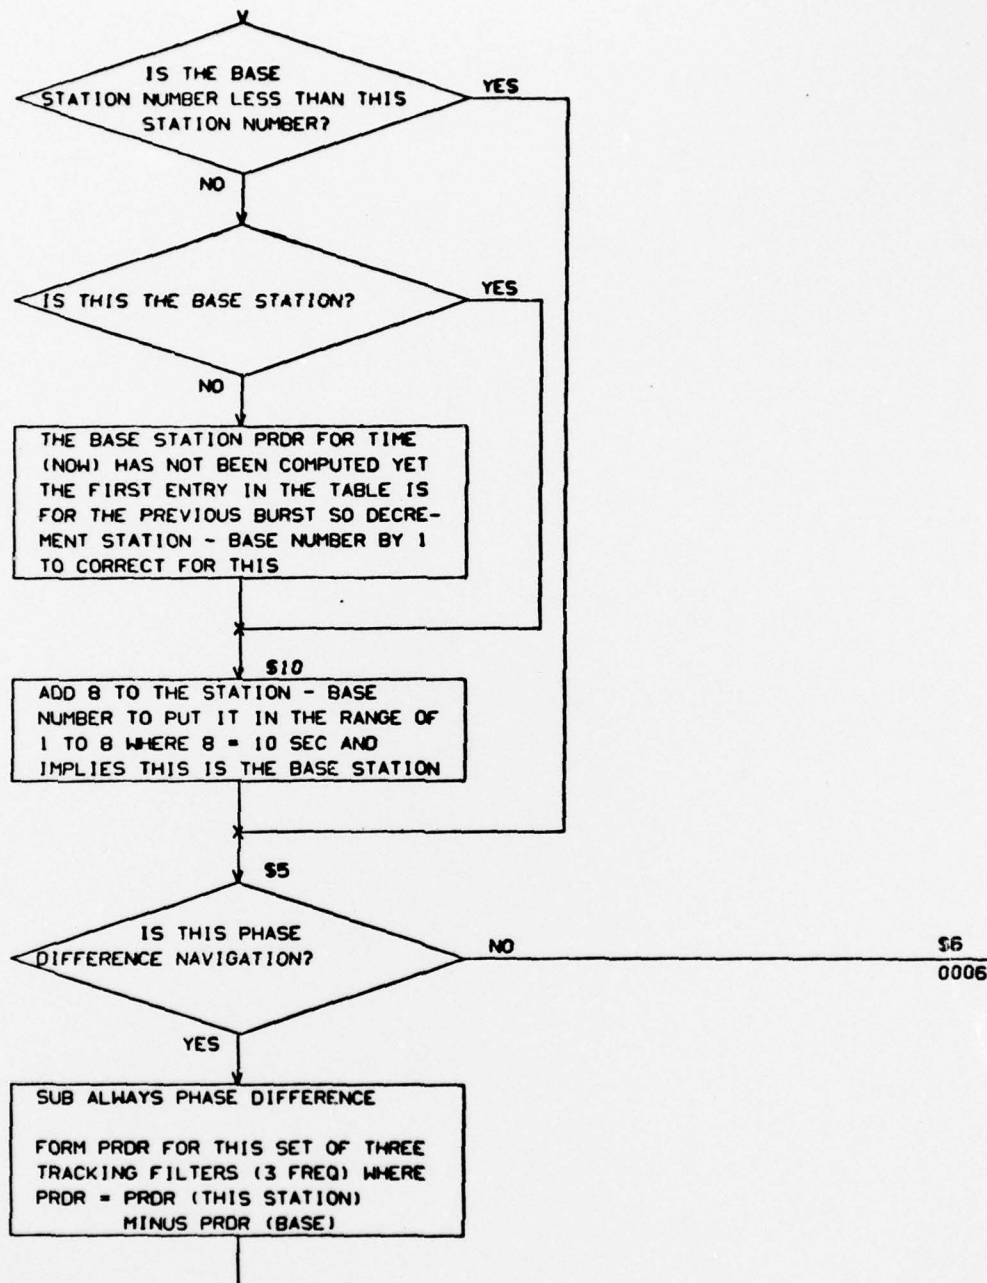 IS THE BASE
STATION NUMBER LESS THAN THIS
STATION NUMBER?
YES
NO
IS THIS THE BASE STATION?
YES
NO
THE BASE STATION PRDR FOR TIME
(NOW) HAS NOT BEEN COMPUTED YET
THE FIRST ENTRY IN THE TABLE IS
FOR THE PREVIOUS BURST SO DECRE-
MENT STATION - BASE NUMBER BY 1
TO CORRECT FOR THIS
$10
ADD 8 TO THE STATION - BASE
NUMBER TO PUT IT IN THE RANGE OF
1 TO 8 WHERE 8 = 10 SEC AND
IMPLIES THIS IS THE BASE STATION
$5
IS THIS PHASE
DIFFERENCE NAVIGATION?
NO
$6
0006
YES
SUB ALWAYS PHASE DIFFERENCE
FORM PRDR FOR THIS SET OF THREE
TRACKING FILTERS (3 FREQ) WHERE
PRDR = PRDR (THIS STATION)
MINUS PRDR (BASE)